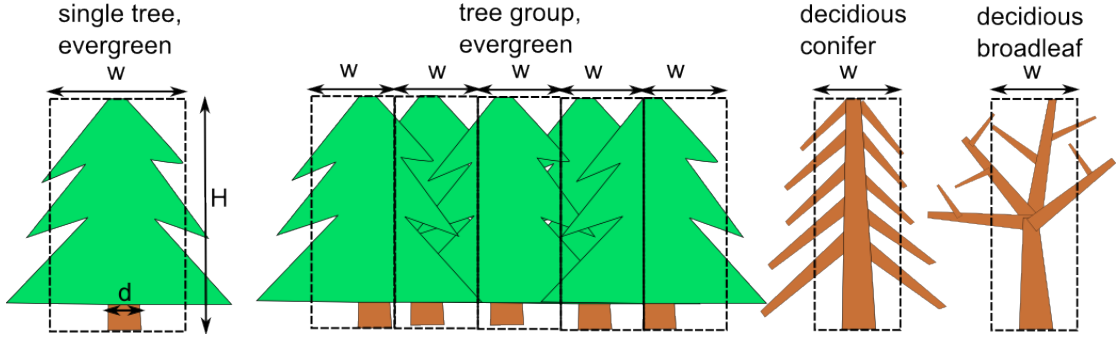 single tree,
evergreen
tree group,
evergreen
decidious
conifer
decidious
broadleaf
w
w
w
w
w
w
w
w
H
d